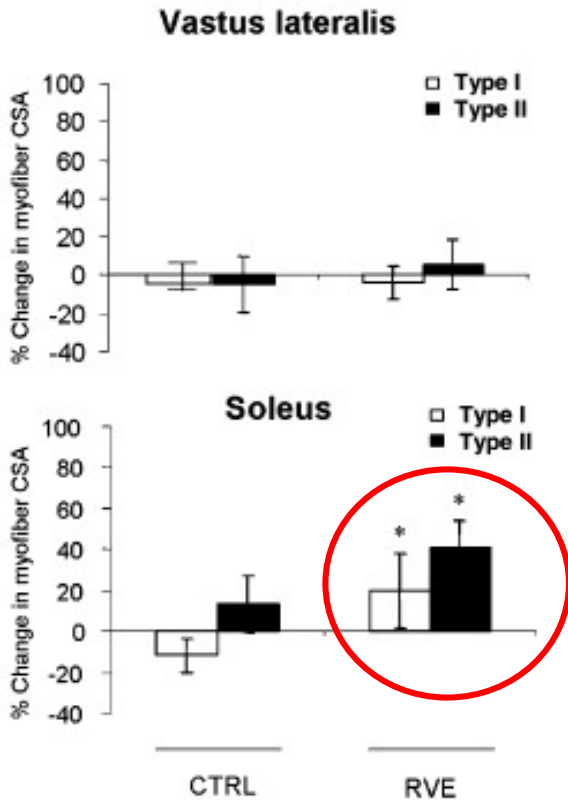 Vastus lateralis
% Change in myofiber CSA
100
80
60
40
20
0
-20
-40
Type I
Type II
Soleus
% Change in myofiber CSA
100
80
60
40
20
0
-20
-40
Type I
Type II
*
*
CTRL
RVE